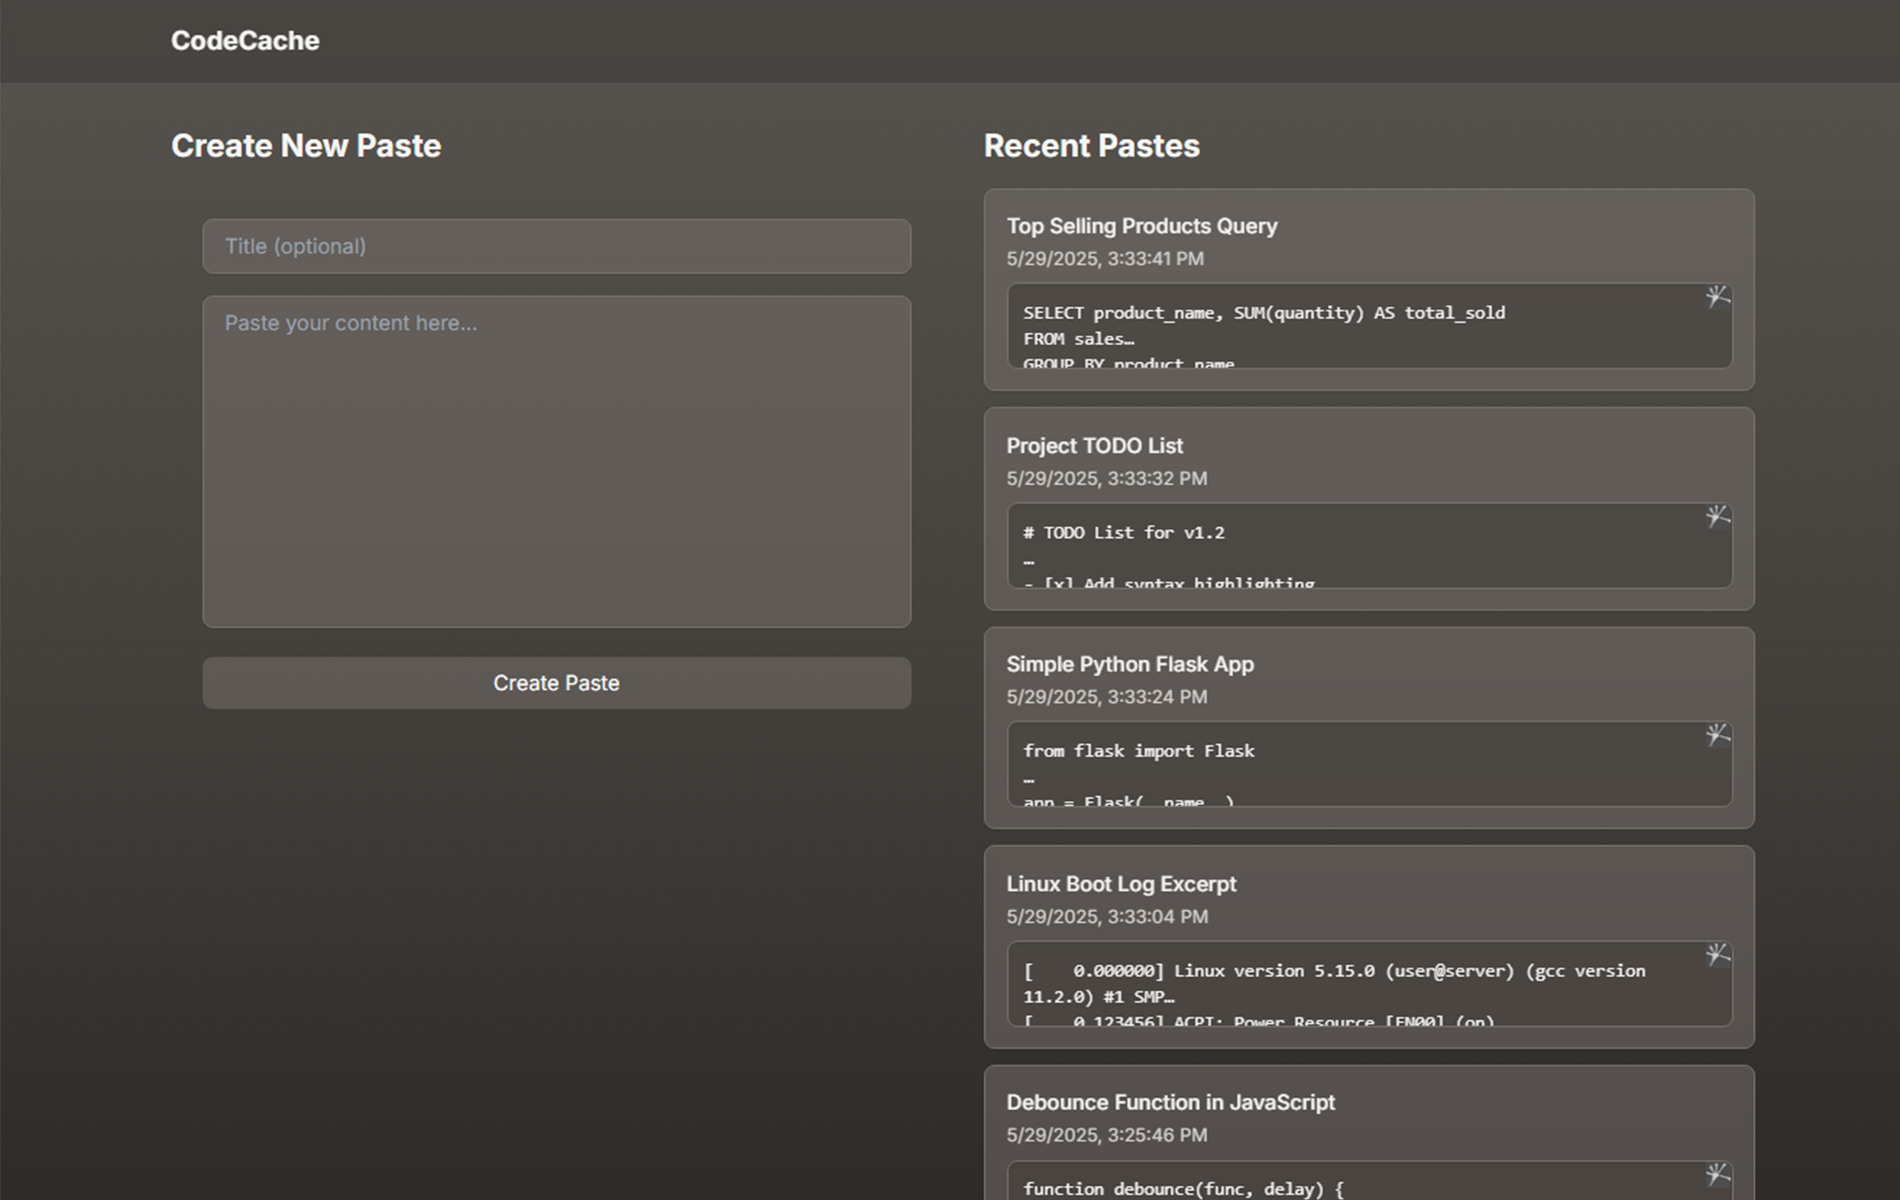 CodeCache
Create New Paste
Title (optional)
Paste your content here...
Create Paste
Recent Pastes
Top Selling Products Query
5/29/2025, 3:33:41 PM
SELECT product_name, SUM(quantity) AS total_sold
FROM sales…
GROUP BY product_name
Project TODO List
5/29/2025, 3:33:32 PM
# TODO List for v1.2
…
- [x] Add syntax highlighting
Simple Python Flask App
5/29/2025, 3:33:24 PM
from flask import Flask
…
app = Flask(__name__)
Linux Boot Log Excerpt
5/29/2025, 3:33:04 PM
[    0.000000] Linux version 5.15.0 (user@server) (gcc version
11.2.0) #1 SMP…
[    0.123456] ACPI: Power Resource [FN00] (on)
Debounce Function in JavaScript
5/29/2025, 3:25:46 PM
function debounce(func, delay) {